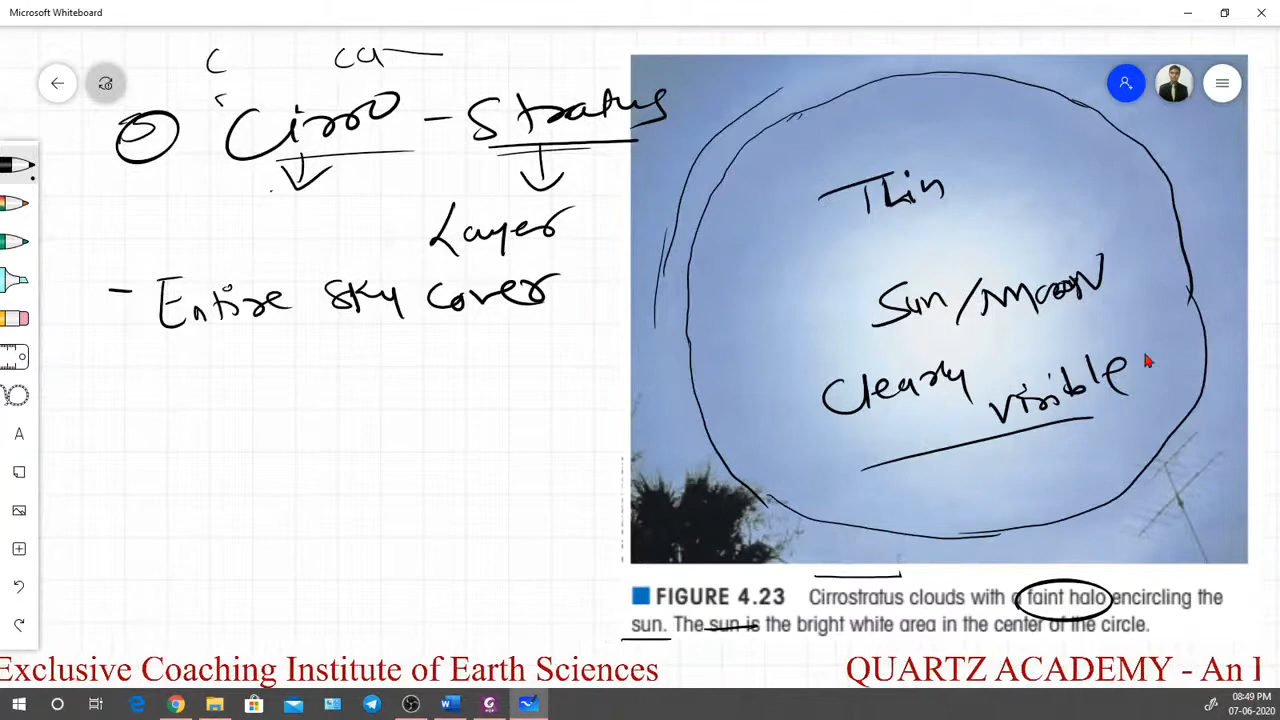 Microsoft Whiteboard
C
Cirro - Stratus
Layer
- Entire Sky cover
Thin
Sun/Moon
Clearly visible
FIGURE 4.23 Cirrostratus clouds with a faint halo encircling the
sun. The sun is the bright white area in the center of the circle.
Exclusive Coaching Institute of Earth Sciences QUARTZ ACADEMY - An I
08:49 PM
07-06-2020